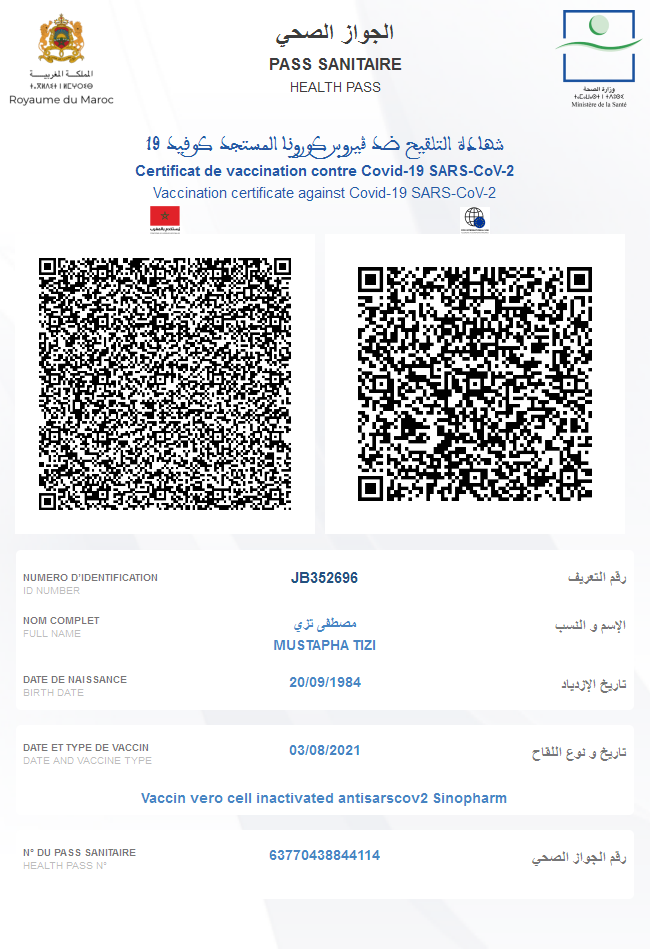 الجواز الصحي
PASS SANITAIRE
HEALTH PASS
المملكة المغربية
ⵜⴰⴳⵍⴷⵉⵜ ⵏ ⵍⵎⵖⵔⵉⴱ
Royaume du Maroc
وزارة الصحة
Ministère de la Santé
شهادة التلقيح ضد فيروس كورونا المستجد كوفيد 19
Certificat de vaccination contre Covid-19 SARS-CoV-2
Vaccination certificate against Covid-19 SARS-CoV-2
NUMERO D'IDENTIFICATION
ID NUMBER
JB352696
رقم التعريف
NOM COMPLET
FULL NAME
مصطفى تزي
MUSTAPHA TIZI
الإسم و النسب
DATE DE NAISSANCE
BIRTH DATE
20/09/1984
تاريخ الإزدياد
DATE ET TYPE DE VACCIN
DATE AND VACCINE TYPE
03/08/2021
تاريخ و نوع اللقاح
Vaccin vero cell inactivated antisarscov2 Sinopharm
N° DU PASS SANITAIRE
HEALTH PASS N°
63770438844114
رقم الجواز الصحي